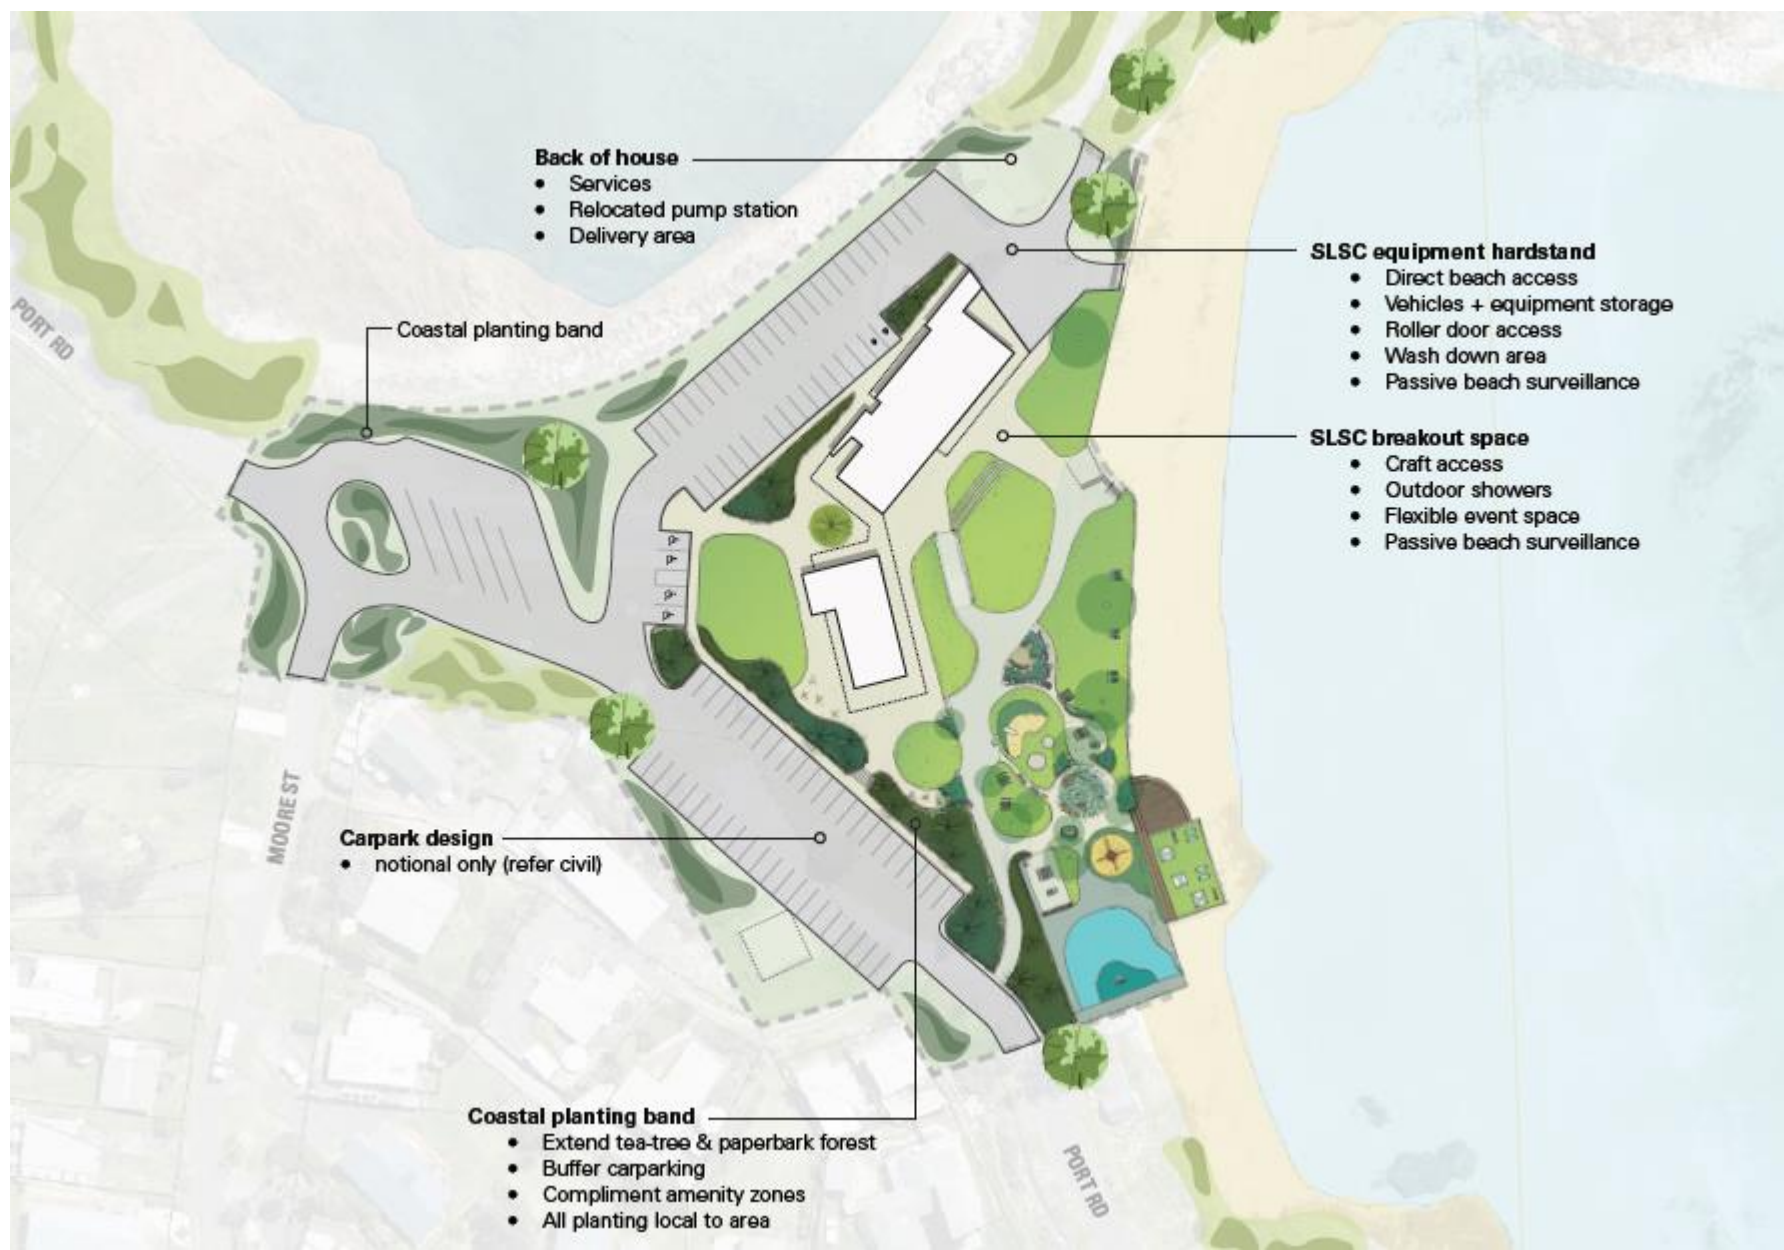 Back of house
• Services
• Relocated pump station
• Delivery area
SLSC equipment hardstand
• Direct beach access
• Vehicles + equipment storage
• Roller door access
• Wash down area
• Passive beach surveillance
PORT RD
Coastal planting band
SLSC breakout space
• Craft access
• Outdoor showers
• Flexible event space
• Passive beach surveillance
MOORE ST
Carpark design
• notional only (refer civil)
Coastal planting band
• Extend tea-tree & paperbark forest
• Buffer carparking
• Compliment amenity zones
• All planting local to area
PORT RD